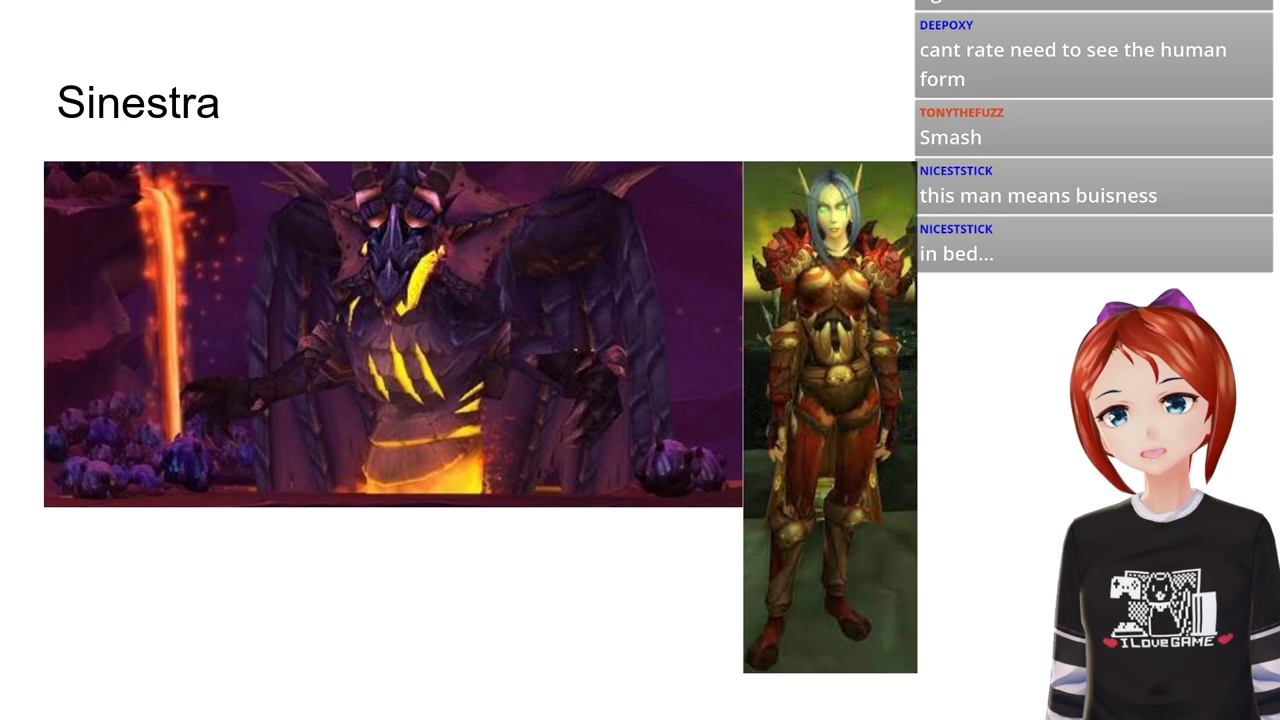 Sinestra
DEEPOXY
cant rate need to see the human
form
TONYTHEFUZZ
Smash
NICESTSTICK
this man means buisness
NICESTSTICK
in bed...
I LOVE GAME